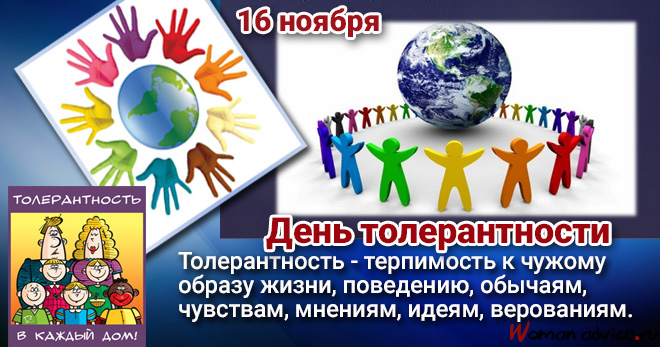 16 ноября
ТОЛЕРАНТНОСТЬ
В КАЖДЫЙ ДОМ!
День толерантности
Толерантность - терпимость к чужому
образу жизни, поведению, обычаям,
чувствам, мнениям, идеям, верованиям.
Woman advice.ru